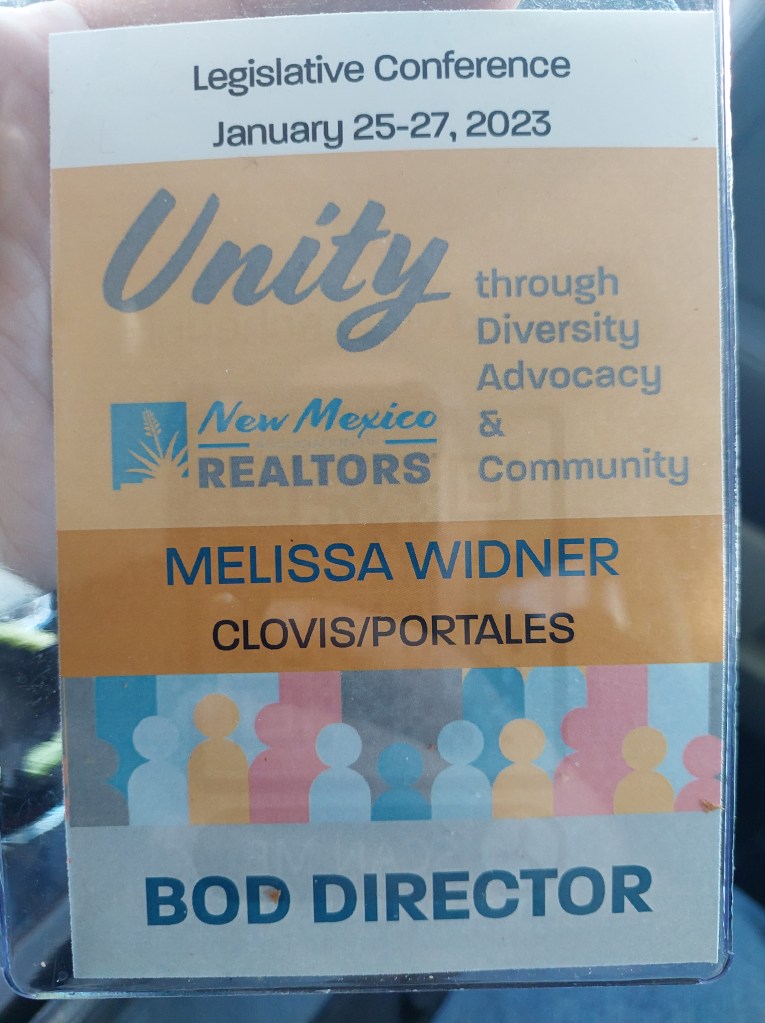 Legislative Conference
January 25-27, 2023
Unity
through
Diversity
Advocacy
&
Community
New Mexico
REALTORS
MELISSA WIDNER
CLOVIS/PORTALES
BOD DIRECTOR